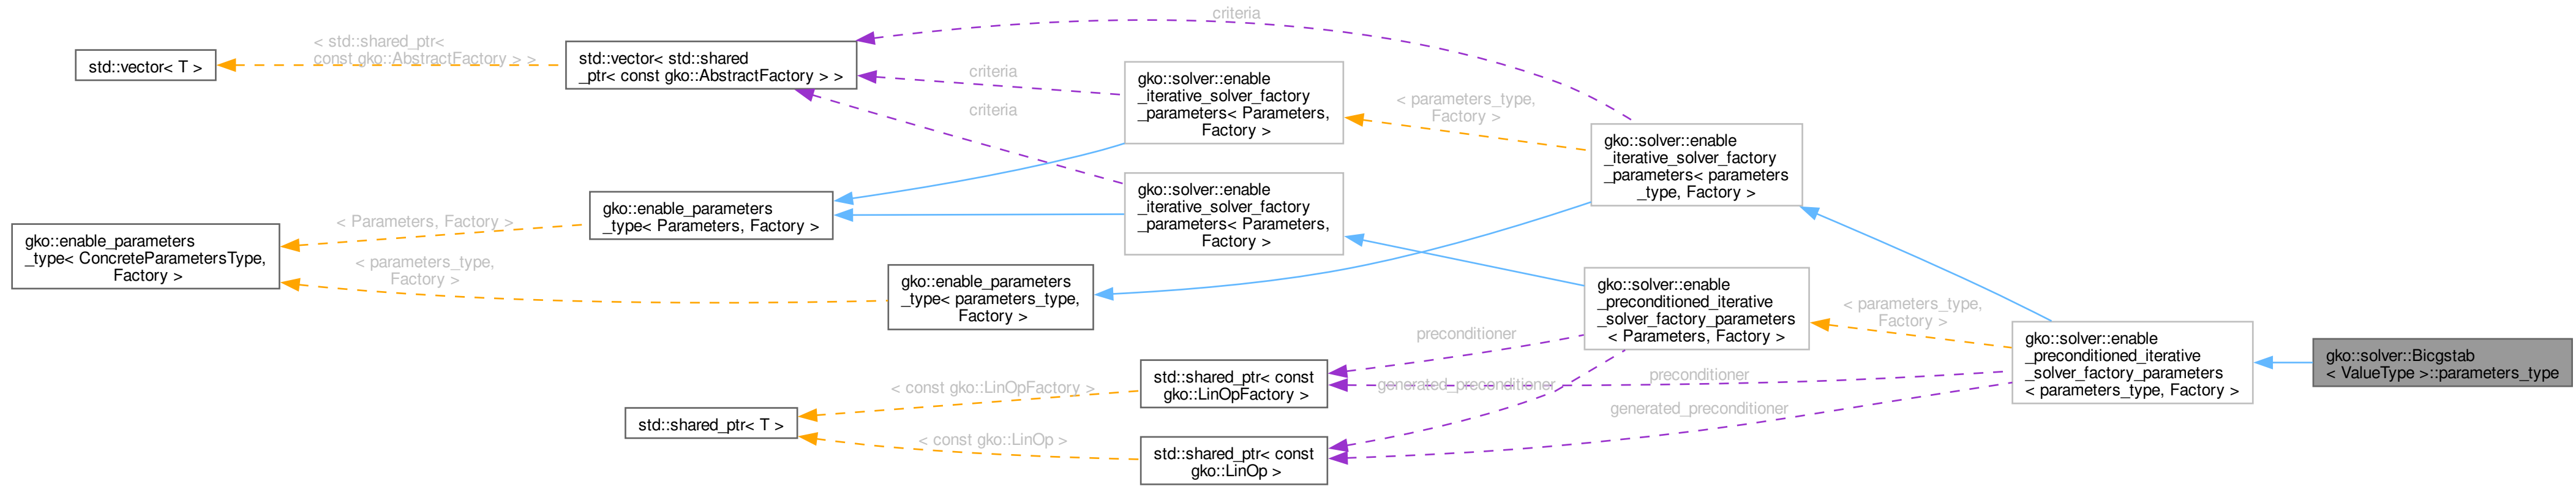 criteria
< std::shared_ptr<
const gko::AbstractFactory > >
std::vector< T >
std::vector< std::shared
_ptr< const gko::AbstractFactory > >
criteria
criteria
gko::solver::enable
_iterative_solver_factory
_parameters< Parameters,
Factory >
< parameters_type,
Factory >
gko::solver::enable
_iterative_solver_factory
_parameters< parameters
_type, Factory >
gko::solver::enable
_iterative_solver_factory
_parameters< Parameters,
Factory >
gko::enable_parameters
_type< Parameters, Factory >
< Parameters, Factory >
gko::enable_parameters
_type< ConcreteParametersType,
Factory >
< parameters_type,
Factory >
gko::enable_parameters
_type< parameters_type,
Factory >
gko::solver::enable
_preconditioned_iterative
_solver_factory_parameters
< Parameters, Factory >
< parameters_type,
Factory >
gko::solver::enable
_preconditioned_iterative
_solver_factory_parameters
< parameters_type, Factory >
gko::solver::Bicgstab
< ValueType >::parameters_type
preconditioner
preconditioner
generated_preconditioner
generated_preconditioner
std::shared_ptr< const
gko::LinOpFactory >
< const gko::LinOpFactory >
std::shared_ptr< T >
< const gko::LinOp >
std::shared_ptr< const
gko::LinOp >